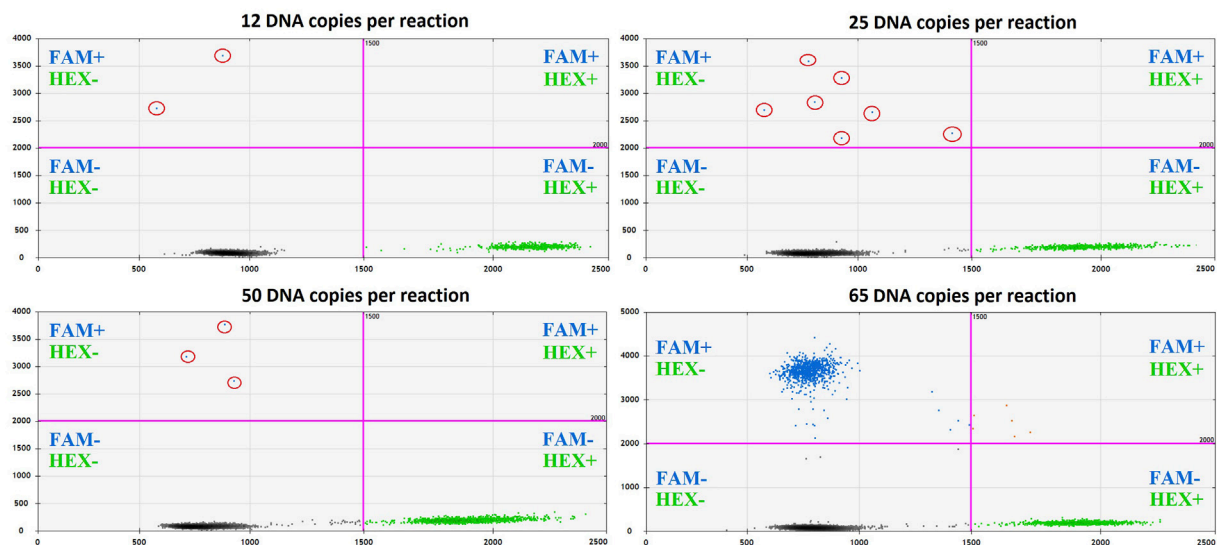 12 DNA copies per reaction
4000
3500
3000
2500
2000
1500
1000
500
0
FAM+
HEX-
1500
FAM+
HEX+
2000
FAM-
HEX-
FAM-
HEX+
0
500
1000
1500
2000
2500
25 DNA copies per reaction
4000
3500
3000
2500
2000
1500
1000
500
0
FAM+
HEX-
1500
FAM+
HEX+
2000
FAM-
HEX-
FAM-
HEX+
0
500
1000
1500
2000
2500
50 DNA copies per reaction
4000
3500
3000
2500
2000
1500
1000
500
0
FAM+
HEX-
1500
FAM+
HEX+
2000
FAM-
HEX-
FAM-
HEX+
0
500
1000
1500
2000
2500
65 DNA copies per reaction
5000
4000
3000
2000
1000
0
FAM+
HEX-
1500
FAM+
HEX+
2000
FAM-
HEX-
FAM-
HEX+
0
500
1000
1500
2000
2500